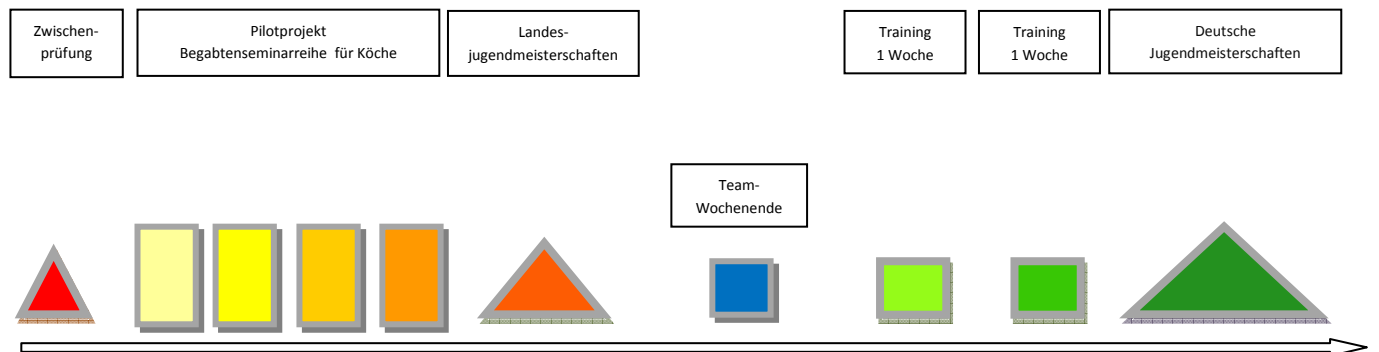 Zwischen-
prüfung
Pilotprojekt
Begabtenseminarreihe für Köche
Landes-
jugendmeisterschaften
Training
1 Woche
Training
1 Woche
Deutsche
Jugendmeisterschaften
Team-
Wochenende